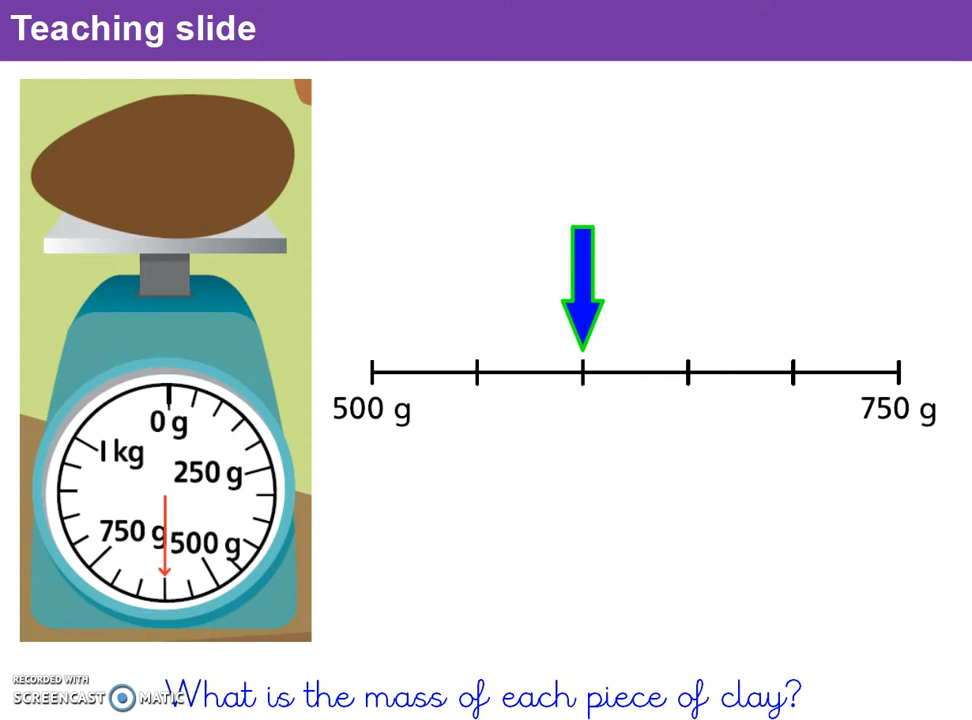 Teaching slide
0 g
1 kg
250 g
750 g
500 g
500 g
750 g
RECORDED WITH
SCREENCAST MATIC
What is the mass of each piece of clay?